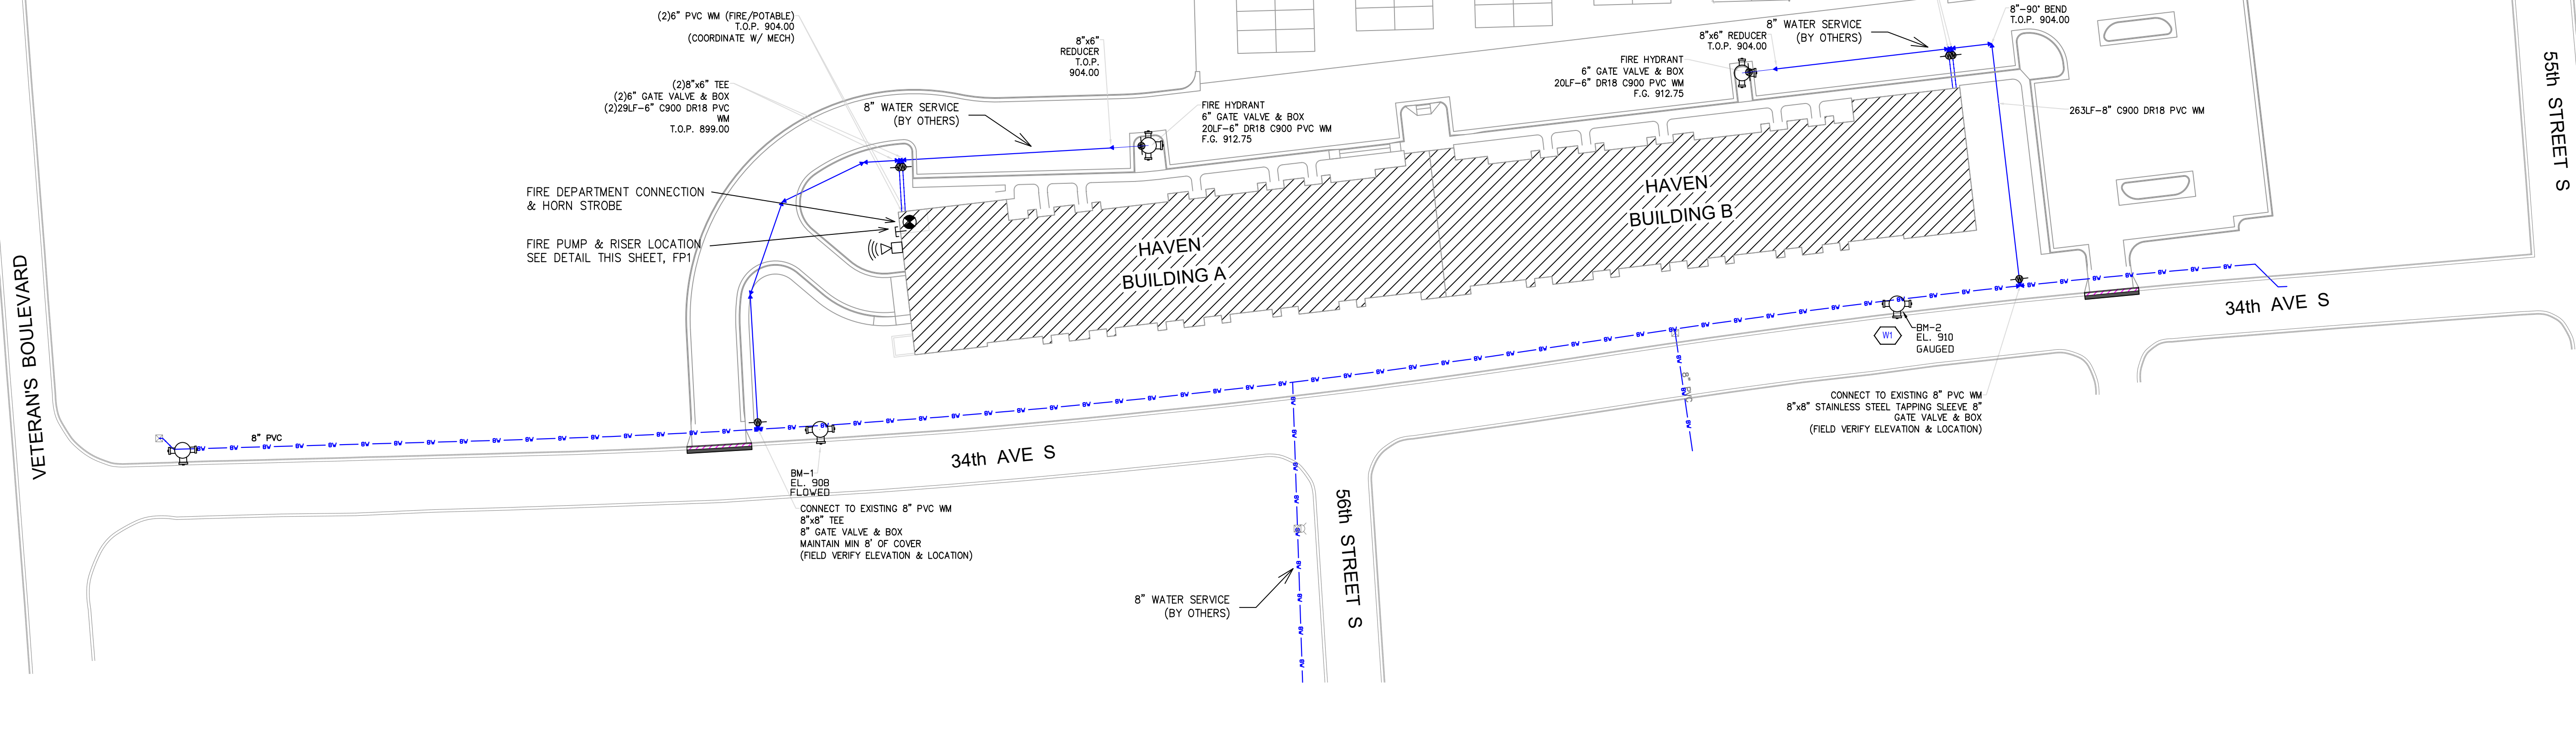 (2)6" PVC WM (FIRE/POTABLE)
T.O.P. 904.00
(COORDINATE W/ MECH)
8"x6"
REDUCER
T.O.P.
904.00
(2)8"x6" TEE
(2)6" GATE VALVE & BOX
(2)29LF-6" C900 DR18 PVC
WM
T.O.P. 899.00
8" WATER SERVICE
(BY OTHERS)
FIRE HYDRANT
6" GATE VALVE & BOX
20LF-6" DR18 C900 PVC WM
F.G. 912.75
FIRE HYDRANT
6" GATE VALVE & BOX
20LF-6" DR18 C900 PVC WM
F.G. 912.75
8"x6" REDUCER
T.O.P. 904.00
8" WATER SERVICE
(BY OTHERS)
8"-90° BEND
T.O.P. 904.00
263LF-8" C900 DR18 PVC WM
55th STREET S
FIRE DEPARTMENT CONNECTION
& HORN STROBE
FIRE PUMP & RISER LOCATION
SEE DETAIL THIS SHEET, FP1
HAVEN
BUILDING A
HAVEN
BUILDING B
VETERAN'S BOULEVARD
34th AVE S
W1
BM-2
EL. 910
GAUGED
8" PVC
8" PVC
34th AVE S
BM-1
EL. 908
FLOWED
CONNECT TO EXISTING 8" PVC WM
8"x8" TEE
8" GATE VALVE & BOX
MAINTAIN MIN 8' OF COVER
(FIELD VERIFY ELEVATION & LOCATION)
CONNECT TO EXISTING 8" PVC WM
8"x8" STAINLESS STEEL TAPPING SLEEVE 8"
GATE VALVE & BOX
(FIELD VERIFY ELEVATION & LOCATION)
56th STREET S
8" WATER SERVICE
(BY OTHERS)